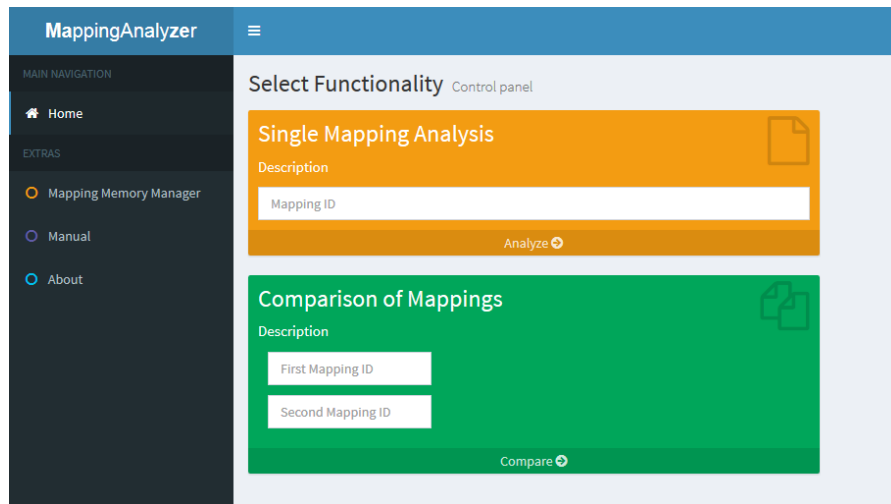 MappingAnalyzer
MAIN NAVIGATION
Home
EXTRAS
Mapping Memory Manager
Manual
About
Select Functionality Control panel
Single Mapping Analysis
Description
Mapping ID
Analyze
Comparison of Mappings
Description
First Mapping ID
Second Mapping ID
Compare